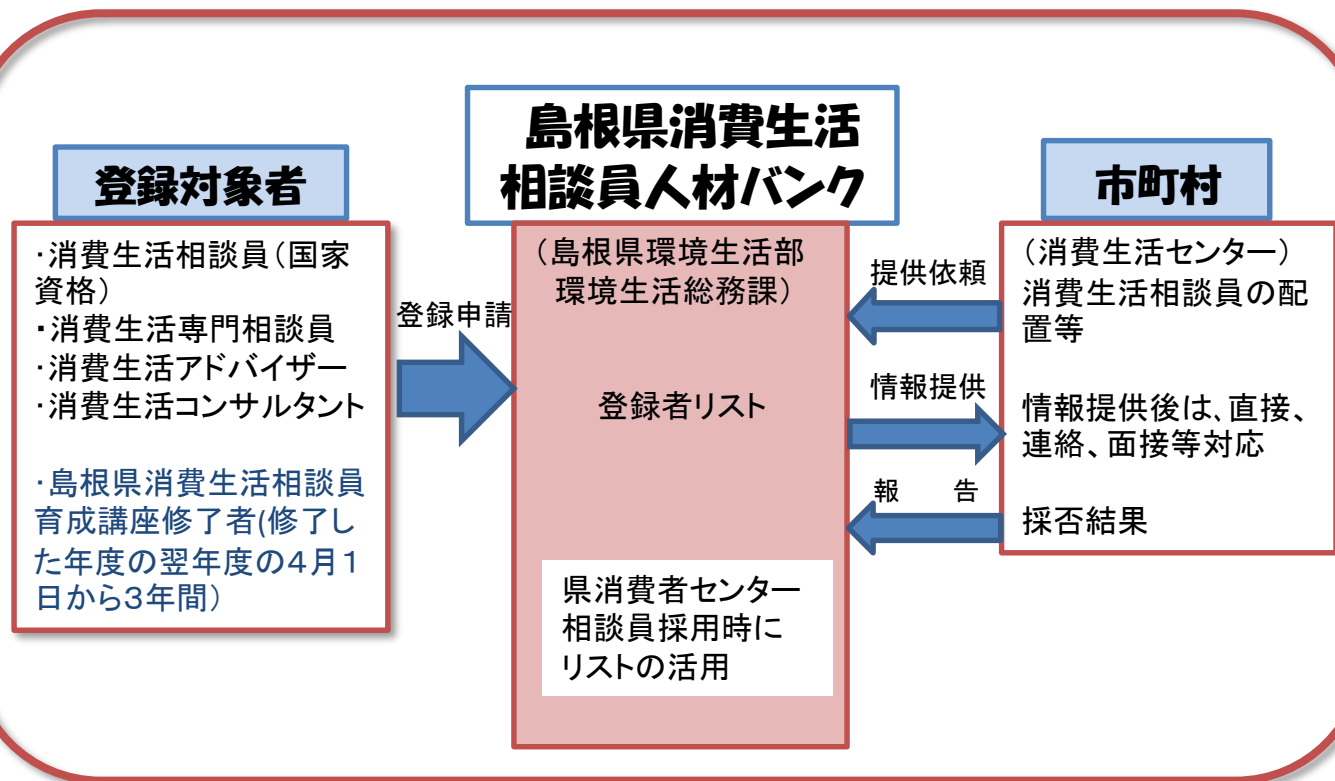 登録対象者
・消費生活相談員(国家
資格)
・消費生活専門相談員
・消費生活アドバイザー
・消費生活コンサルタント
・島根県消費生活相談員
育成講座修了者(修了し
た年度の翌年度の4月1
日から3年間)
登録申請
島根県消費生活
相談員人材バンク
(島根県環境生活部
環境生活総務課)
登録者リスト
県消費者センター
相談員採用時に
リストの活用
提供依頼
情報提供
報 告
市町村
(消費生活センター)
消費生活相談員の配
置等
情報提供後は、直接、
連絡、面接等対応
採否結果